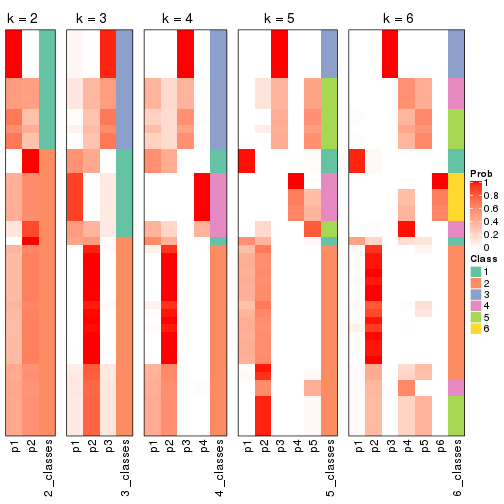 k = 2
k = 3
k = 4
k = 5
k = 6
p1
p2
2_classes
p1
p2
p3
3_classes
p1
p2
p3
p4
4_classes
p1
p2
p3
p4
p5
5_classes
p1
p2
p3
p4
p5
p6
6_classes
Prob
1
0.8
0.6
0.4
0.2
0
Class
1
2
3
4
5
6